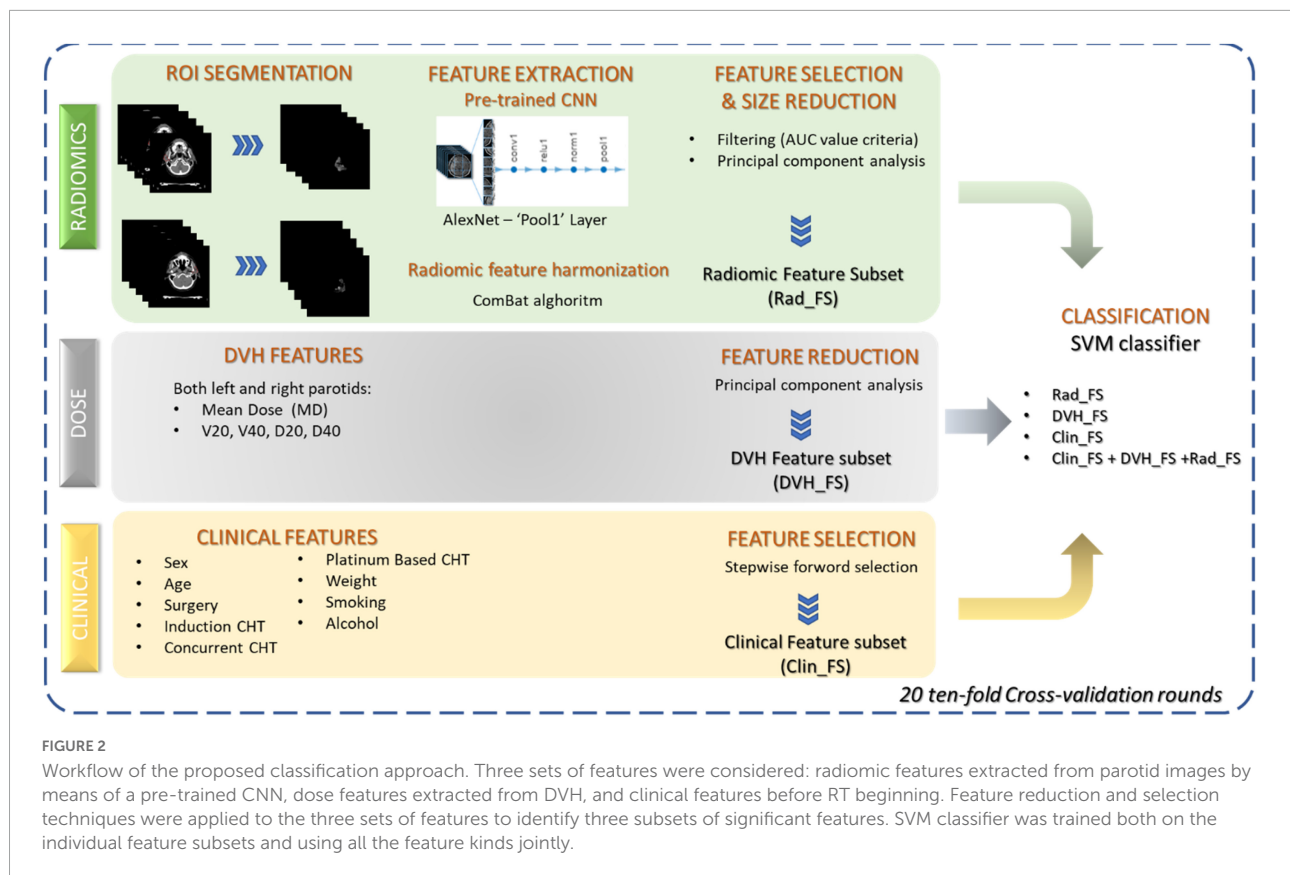 RADIOMICS
ROI SEGMENTATION
FEATURE EXTRACTION
Pre-trained CNN
conv1
relu1
norm1
pool1
AlexNet – ‘Pool1’ Layer
Radiomic feature harmonization
ComBat alghoritm
FEATURE SELECTION
& SIZE REDUCTION
• Filtering (AUC value criteria)
• Principal component analysis
Radiomic Feature Subset
(Rad_FS)
DOSE
DVH FEATURES
Both left and right parotids:
• Mean Dose (MD)
• V20, V40, D20, D40
FEATURE REDUCTION
Principal component analysis
DVH Feature subset
(DVH_FS)
CLINICAL
CLINICAL FEATURES
• Sex
• Age
• Surgery
• Induction CHT
• Concurrent CHT
• Platinum Based CHT
• Weight
• Smoking
• Alcohol
FEATURE SELECTION
Stepwise forword selection
Clinical Feature subset
(Clin_FS)
CLASSIFICATION
SVM classifier
• Rad_FS
• DVH_FS
• Clin_FS
• Clin_FS + DVH_FS +Rad_FS
20 ten-fold Cross-validation rounds
FIGURE 2
Workflow of the proposed classification approach. Three sets of features were considered: radiomic features extracted from parotid images by
means of a pre-trained CNN, dose features extracted from DVH, and clinical features before RT beginning. Feature reduction and selection
techniques were applied to the three sets of features to identify three subsets of significant features. SVM classifier was trained both on the
individual feature subsets and using all the feature kinds jointly.